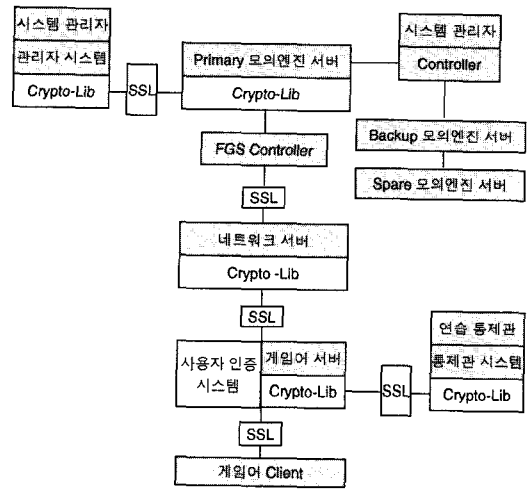 시스템 관리자
관리자 시스템
Crypto-Lib
SSL
Primary 모의엔진 서버
Crypto-Lib
시스템 관리자
Controller
Backup 모의엔진 서버
Spare 모의엔진 서버
FGS Controller
SSL
네트워크 서버
Crypto -Lib
SSL
사용자 인증
시스템
게임어 서버
Crypto-Lib
SSL
연습 통제관
통제관 시스템
Crypto-Lib
SSL
게임어 Client